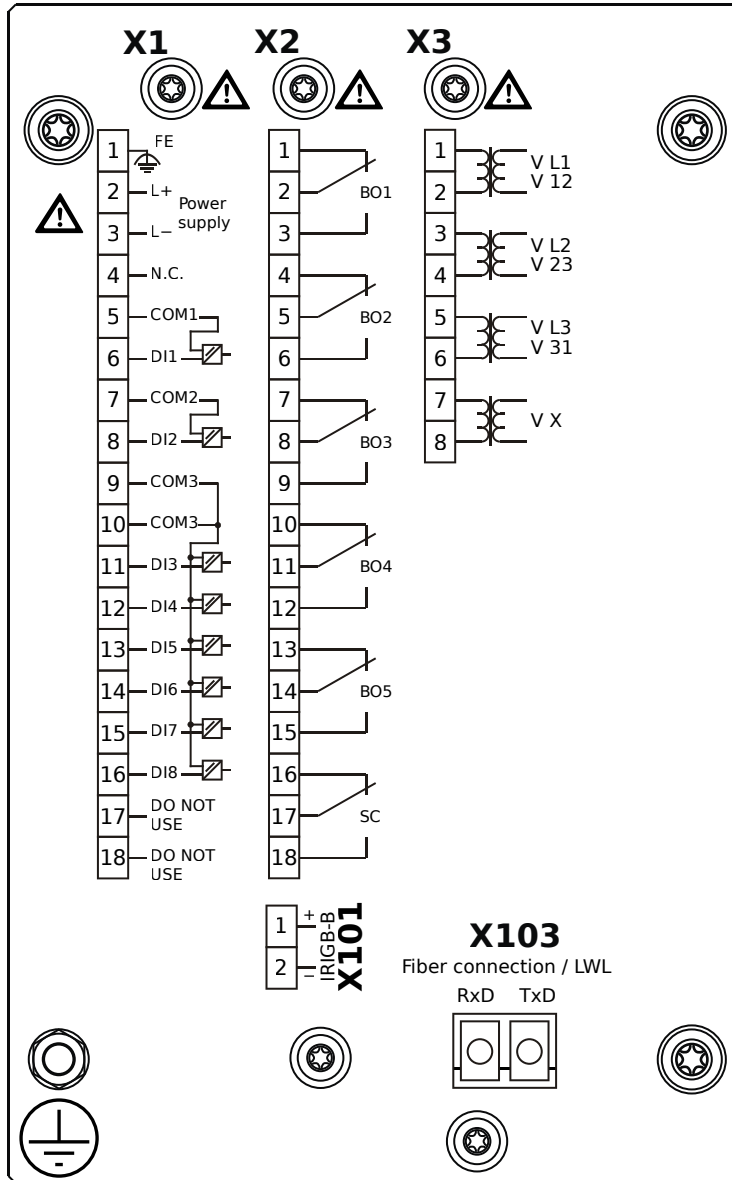 X1
X2
X3
1 FE
2 L+
3 L−
Power
supply
4 N.C.
5 COM1
6 DI1
7 COM2
8 DI2
9 COM3
10 COM3
11 DI3
12 DI4
13 DI5
14 DI6
15 DI7
16 DI8
17 DO NOT
USE
18 DO NOT
USE
1
2 BO1
3
4
5 BO2
6
7
8 BO3
9
10
11 BO4
12
13
14 BO5
15
16
17 SC
18
1
2
V L1
V 12
3
4
V L2
V 23
5
6
V L3
V 31
7
8
V X
1 +
2 −
IRIGB-B
X101
X103
Fiber connection / LWL
RxD TxD